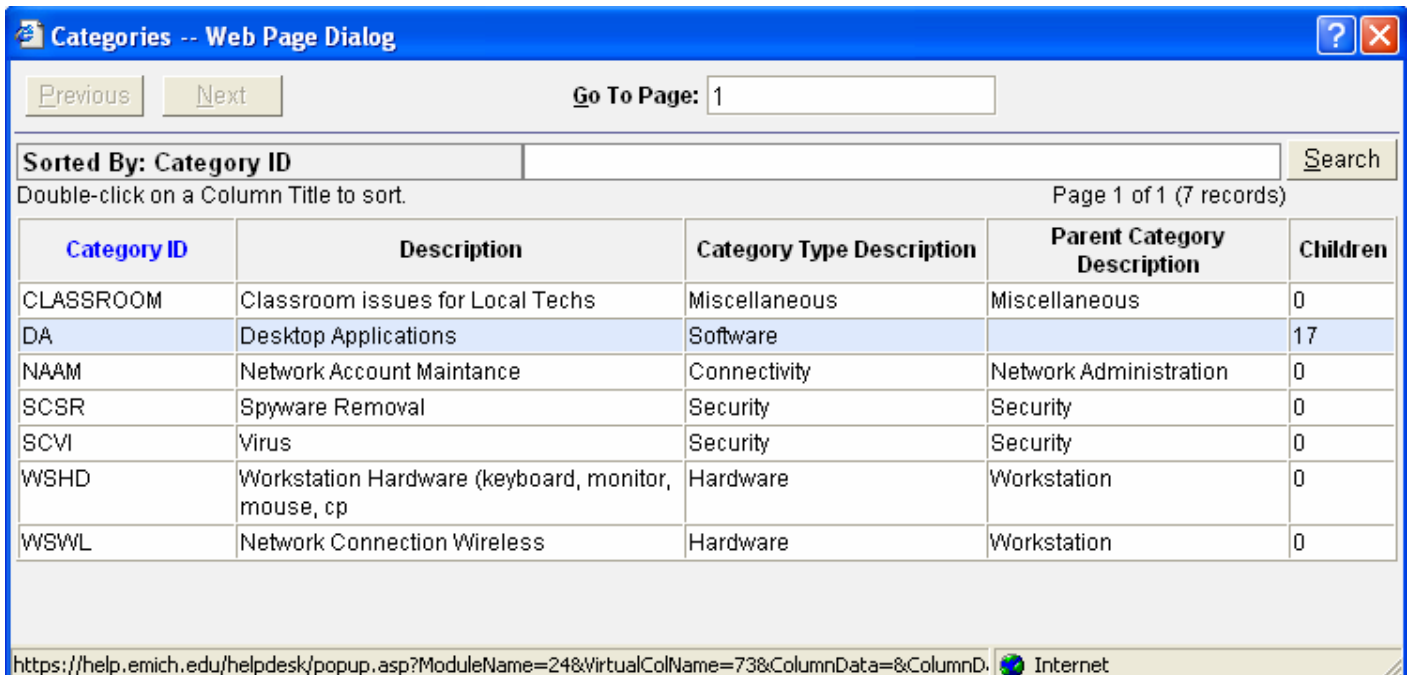 Categories -- Web Page Dialog
Previous Next Go To Page: 1
Sorted By: Category ID Search
Double-click on a Column Title to sort. Page 1 of 1 (7 records)
Category ID Description Category Type Description Parent Category Description Children
CLASSROOM Classroom issues for Local Techs Miscellaneous Miscellaneous 0
DA Desktop Applications Software 17
NAAM Network Account Maintance Connectivity Network Administration 0
SCSR Spyware Removal Security Security 0
SCVI Virus Security Security 0
WSHD Workstation Hardware (keyboard, monitor, Hardware Workstation 0
mouse, cp
WSWL Network Connection Wireless Hardware Workstation 0
https://help.emich.edu/helpdesk/popup.asp?ModuleName=24&VirtualColName=73&ColumnData=&ColumnD. Internet